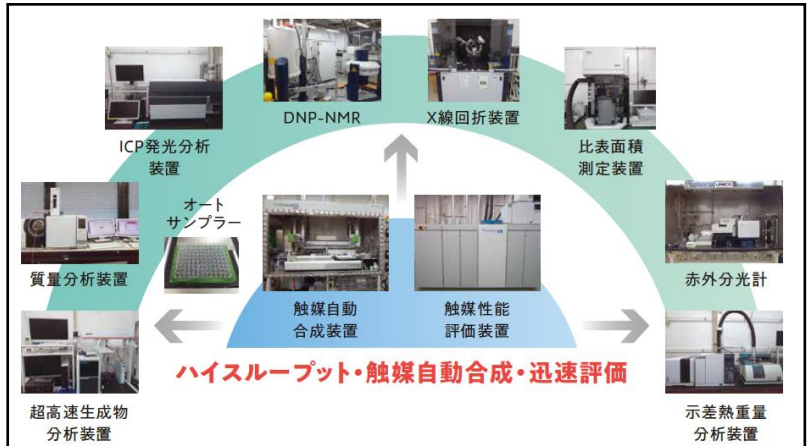 DNP-NMR
X線回折装置
ICP発光分析
装置
比表面積
測定装置
オート
サンプラー
質量分析装置
赤外分光計
触媒自動
合成装置
触媒性能
評価装置
ハイスループット・触媒自動合成・迅速評価
超高速生成物
分析装置
示差熱重量
分析装置